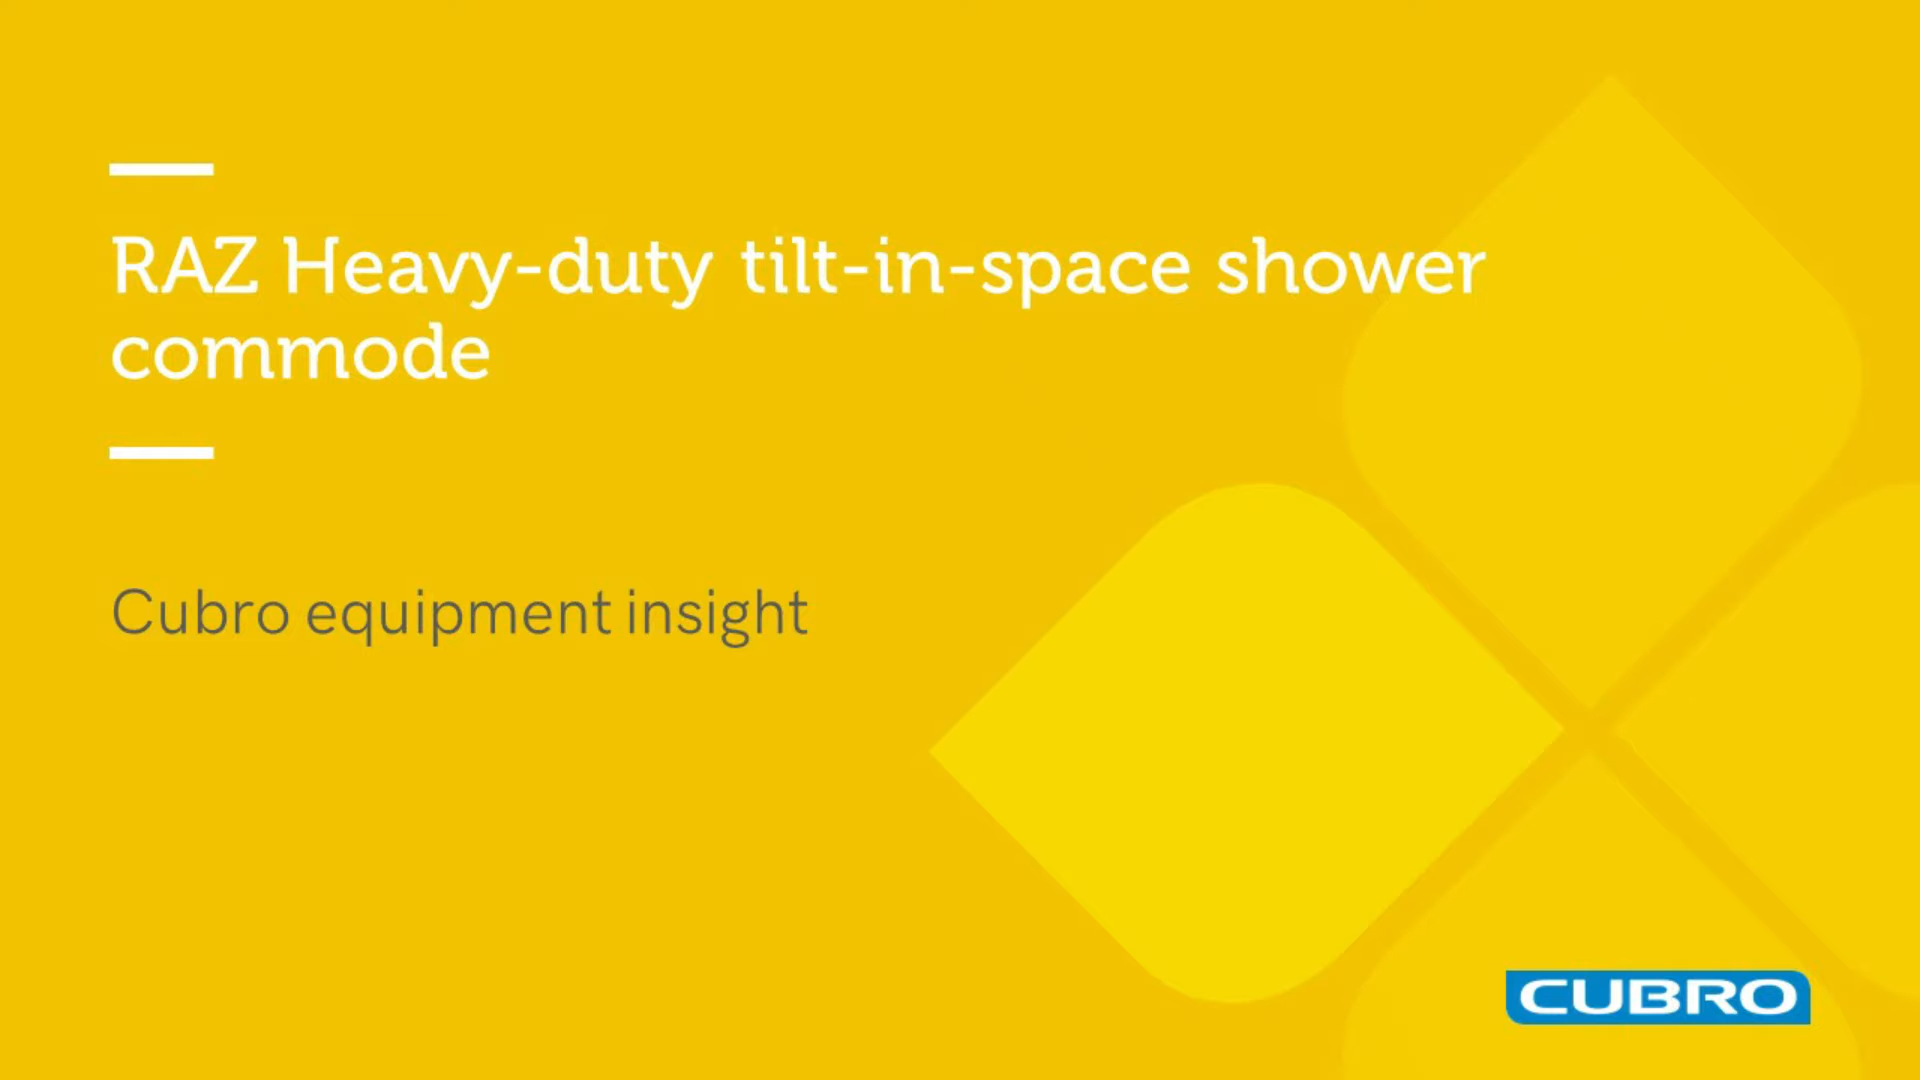 RAZ Heavy-duty tilt-in-space shower
commode
Cubro equipment insight
CUBRO